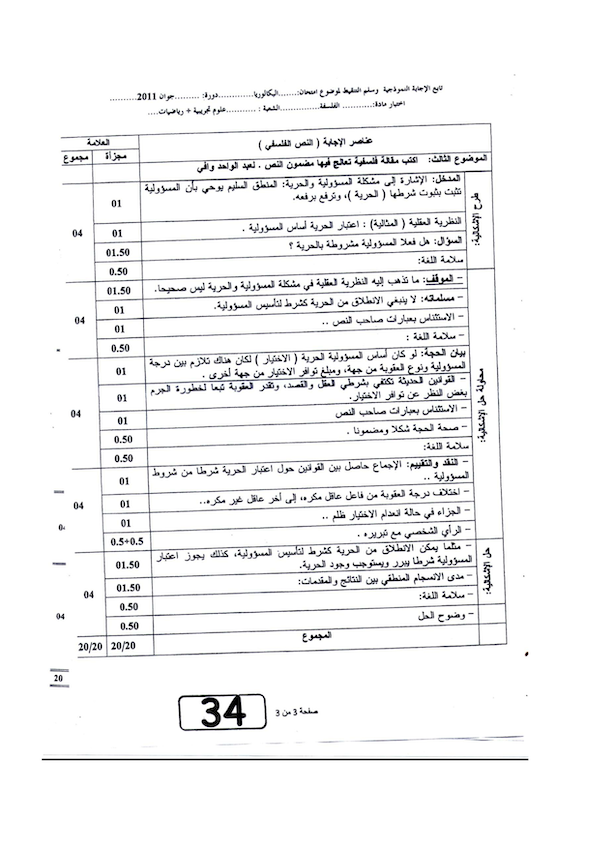 تابع الإجابة النموذجية وسلم التنقيط لموضوع امتحان:.......البكالوريا.............دورة: .........جوان 2011..........
اختبار مادة:........... الفلسفة...............الشعبة : ...........علوم تجريبية + رياضيات....
عناصر الإجابة ( النص الفلسفي )
العلامة
مجزأة
مجموع
الموضوع الثالث: اكتب مقالة فلسفية تعالج فيها مضمون النص . لعبد الواحد وافي
طرح الإشكالية:
المدخل: الإشارة إلى مشكلة المسؤولية والحرية: المنطق السليم يوحي بأن المسؤولية
تثبت بثبوت شرطها ( الحرية )، وترفع برفعه.
01
النظرية العقلية ( المثالية) : اعتبار الحرية أساس المسؤولية .
01
04
السؤال: هل فعلا المسؤولية مشروطة بالحرية ؟
01.50
سلامة اللغة:
0.50
محاولة حل الإشكالية:
– الموقف: ما تذهب إليه النظرية العقلية في مشكلة المسؤولية والحرية ليس صحيحا.
01.50
– مسلماته: لا ينبغي الانطلاق من الحرية كشرط لتأسيس المسؤولية.
01
04
– الاستئناس بعبارات صاحب النص ..
01
– سلامة اللغة :
0.50
بيان الحجة: لو كان أساس المسؤولية الحرية ( الاختيار ) لكان هناك تلازم بين درجة
المسؤولية ونوع العقوبة من جهة، ومبلغ توافر الاختيار من جهة أخرى .
01
– القوانين الحديثة تكتفي بشرطي العقل والقصد، وتقدر العقوبة تبعا لخطورة الجرم
بغض النظر عن توافر الاختيار.
01
04
– الاستئناس بعبارات صاحب النص
01
– صحة الحجة شكلا ومضمونا .
0.50
سلامة اللغة:
0.50
– النقد والتقييم: الإجماع حاصل بين القوانين حول اعتبار الحرية شرطا من شروط
المسؤولية ..
01
– اختلاف درجة العقوبة من فاعل عاقل مكره، إلى آخر عاقل غير مكره..
01
04
– الجزاء في حالة انعدام الاختيار ظلم ..
01
– الرأي الشخصي مع تبريره .
0.5+0.5
حل الإشكالية:
– مثلما يمكن الانطلاق من الحرية كشرط لتأسيس المسؤولية، كذلك يجوز اعتبار
المسؤولية شرطا يبرر ويستوجب وجود الحرية.
01.50
– مدى الانسجام المنطقي بين النتائج والمقدمات:
01.50
04
– سلامة اللغة:
0.50
– وضوح الحل
0.50
04
المجموع
20/20
20/20
20
34
صفحة 3 من 3